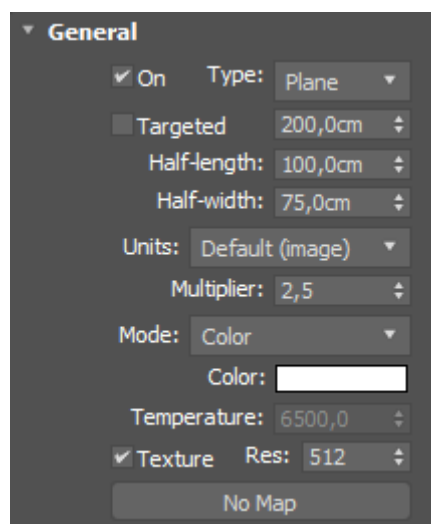 General
On Type: Plane
Targeted 200,0cm
Half-length: 100,0cm
Half-width: 75,0cm
Units: Default (image)
Multiplier: 2,5
Mode: Color
Color:
Temperature: 6500,0
Texture Res: 512
No Map